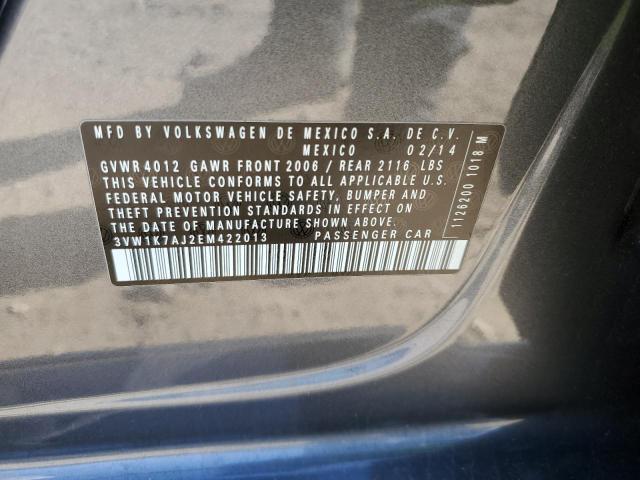 MFD BY VOLKSWAGEN DE MEXICO S.A. DE C.V.
MEXICO 02/14
GVWR 4012 GAWR FRONT 2006 / REAR 2116 LBS
THIS VEHICLE CONFORMS TO ALL APPLICABLE U.S.
FEDERAL MOTOR VEHICLE SAFETY, BUMPER AND
THEFT PREVENTION STANDARDS IN EFFECT ON
THE DATE OF MANUFACTURE SHOWN ABOVE.
3VW1K7AJ2EM422013 PASSENGER CAR
1126200 1018 M